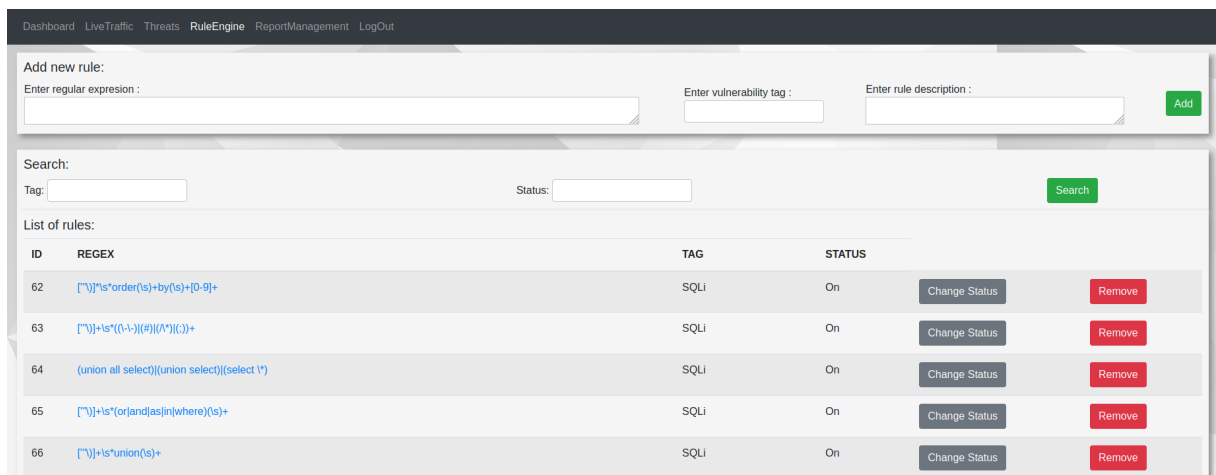 Dashboard LiveTraffic Threats RuleEngine ReportManagement LogOut
Add new rule:
Enter regular expresion : Enter vulnerability tag : Enter rule description : Add
Search:
Tag: Status: Search
List of rules:
ID REGEX TAG STATUS
62 ['"\)]*\s*order(\s)+by(\s)+[0-9]+ SQLi On Change Status Remove
63 ['"\)]+\s*((\-\-)|(#)|(/\*)|(;))+ SQLi On Change Status Remove
64 (union all select)|(union select)|(select \*) SQLi On Change Status Remove
65 ['"\)]+\s*(or|and|as|in|where)(\s)+ SQLi On Change Status Remove
66 ['"\)]+\s*union(\s)+ SQLi On Change Status Remove